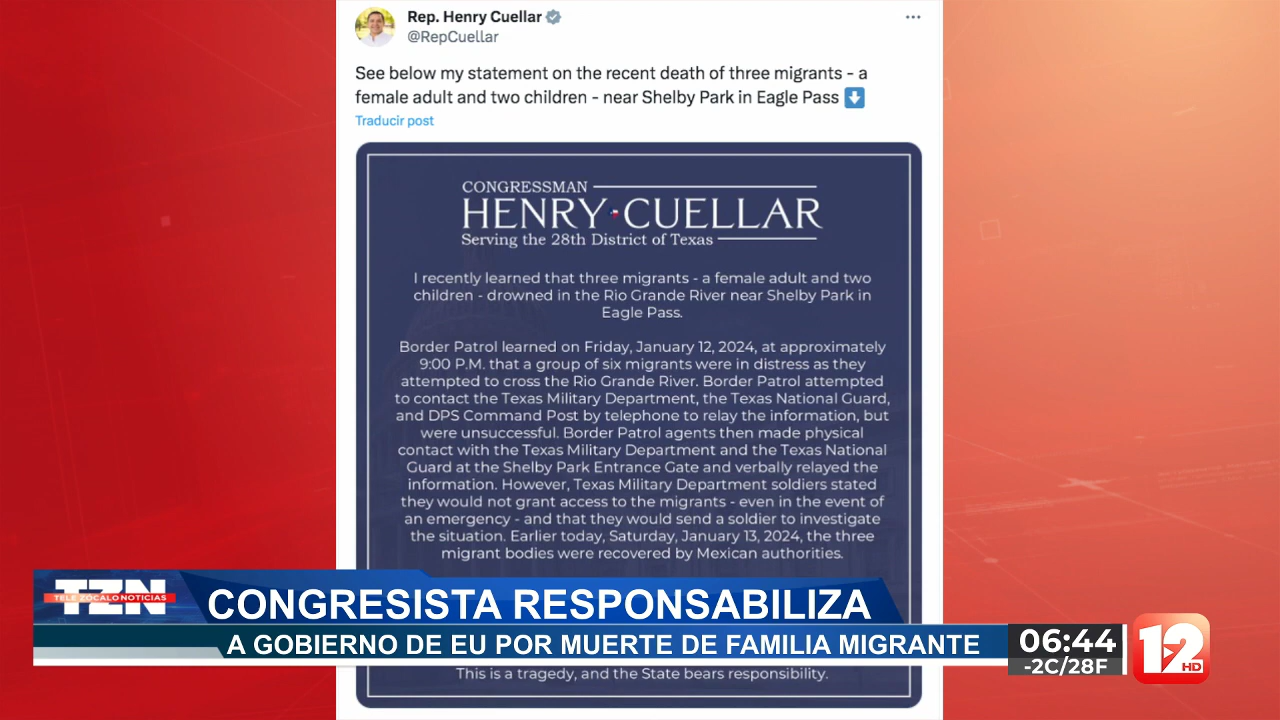 Rep. Henry Cuellar
@RepCuellar
See below my statement on the recent death of three migrants - a
female adult and two children - near Shelby Park in Eagle Pass
Traducir post
CONGRESSMAN
HENRY CUELLAR
Serving the 28th District of Texas
I recently learned that three migrants - a female adult and two
children - drowned in the Rio Grande River near Shelby Park in
Eagle Pass.
Border Patrol learned on Friday, January 12, 2024, at approximately
9:00 P.M. that a group of six migrants were in distress as they
attempted to cross the Rio Grande River. Border Patrol attempted
to contact the Texas Military Department, the Texas National Guard,
and DPS Command Post by telephone to relay the information, but
were unsuccessful. Border Patrol agents then made physical
contact with the Texas Military Department and the Texas National
Guard at the Shelby Park Entrance Gate and verbally relayed the
information. However, Texas Military Department soldiers stated
they would not grant access to the migrants - even in the event of
an emergency - and that they would send a soldier to investigate
the situation. Earlier today, Saturday, January 13, 2024, the three
migrant bodies were recovered by Mexican authorities.
TZN
TELE ZÓCALO NOTICIAS
CONGRESISTA RESPONSABILIZA
A GOBIERNO DE EU POR MUERTE DE FAMILIA MIGRANTE
06:44
-2C/28F
12
HD
This is a tragedy, and the State bears responsibility.